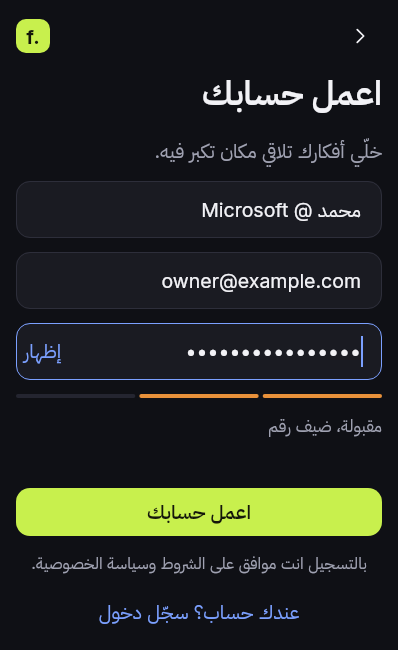 f.
اعمل حسابك
خلّي أفكارك تلاقي مكان تكبر فيه.
محمد @ Microsoft
owner@example.com
•••••••••••••••• إظهار
مقبولة، ضيف رقم
اعمل حسابك
بالتسجيل انت موافق على الشروط وسياسة الخصوصية.
عندك حساب؟ سجّل دخول